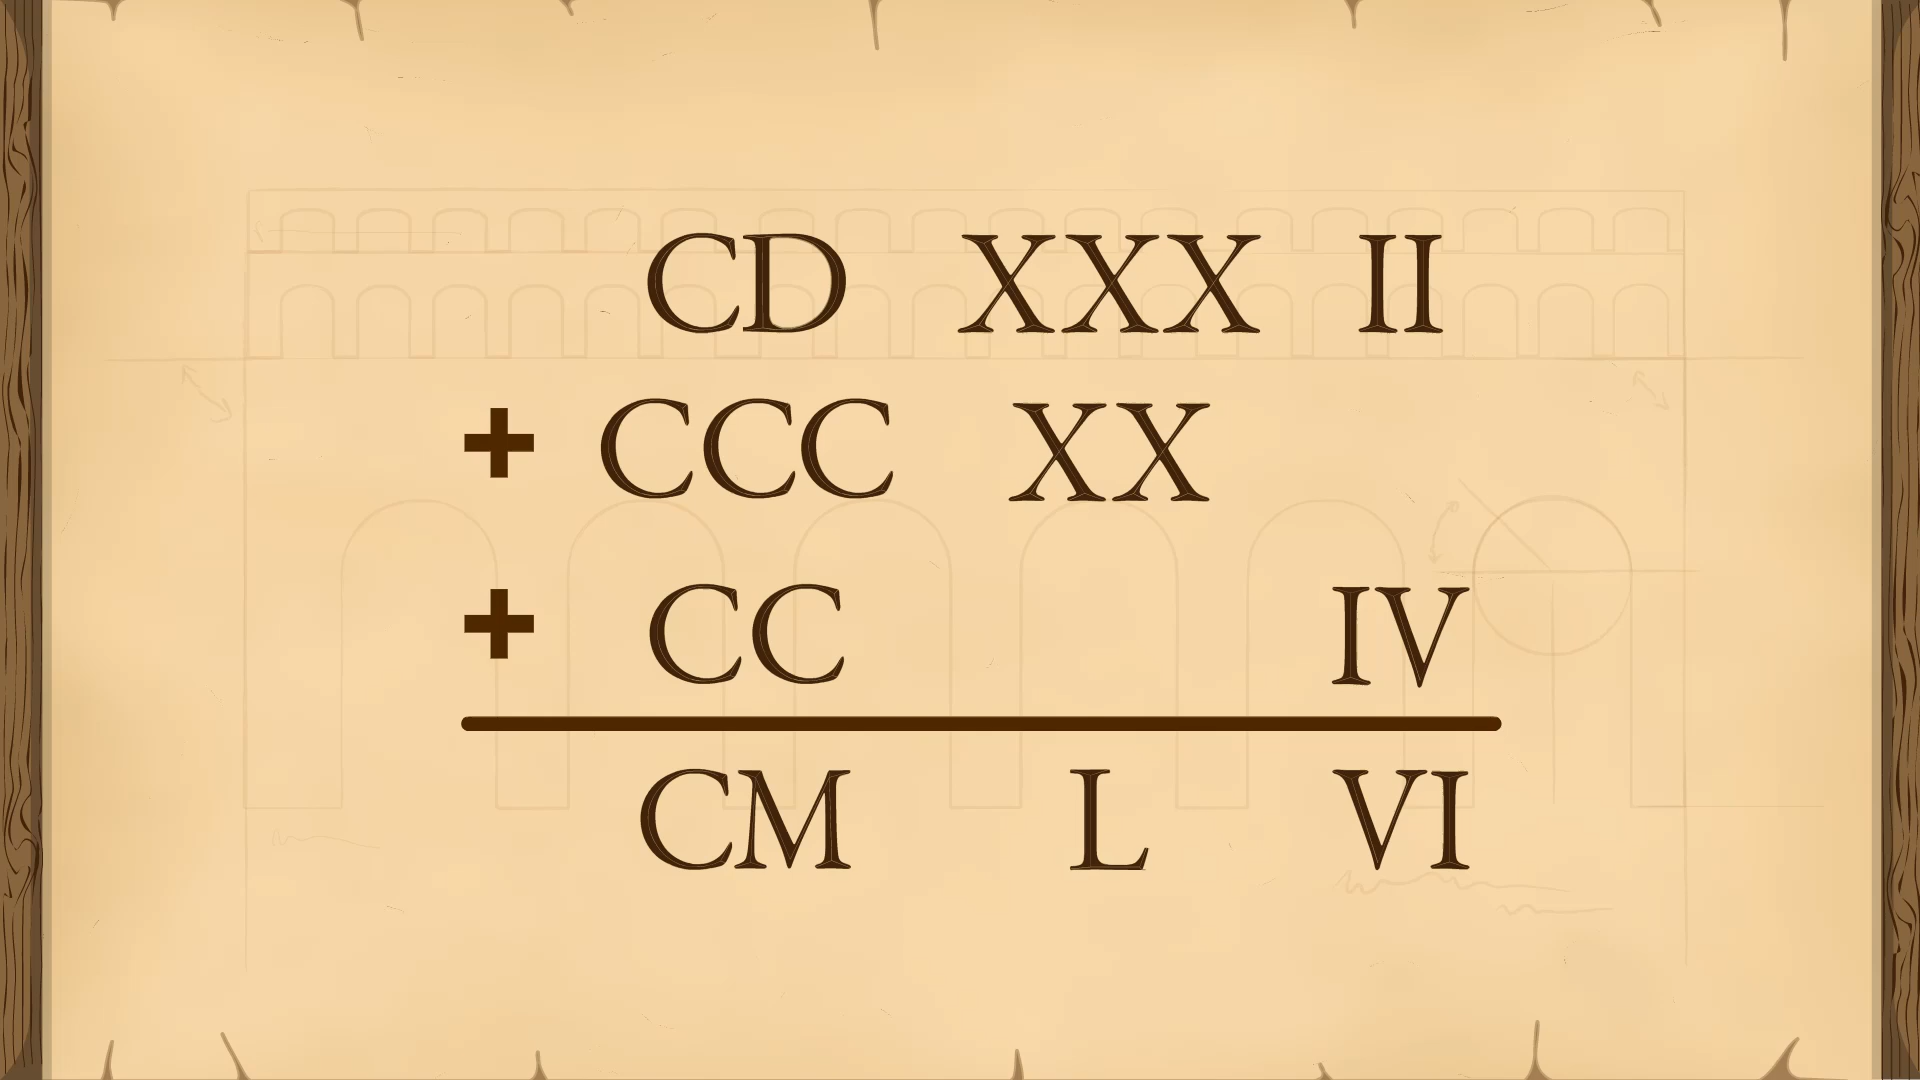 CD XXX II
+ CCC XX
+ CC IV
CM L VI